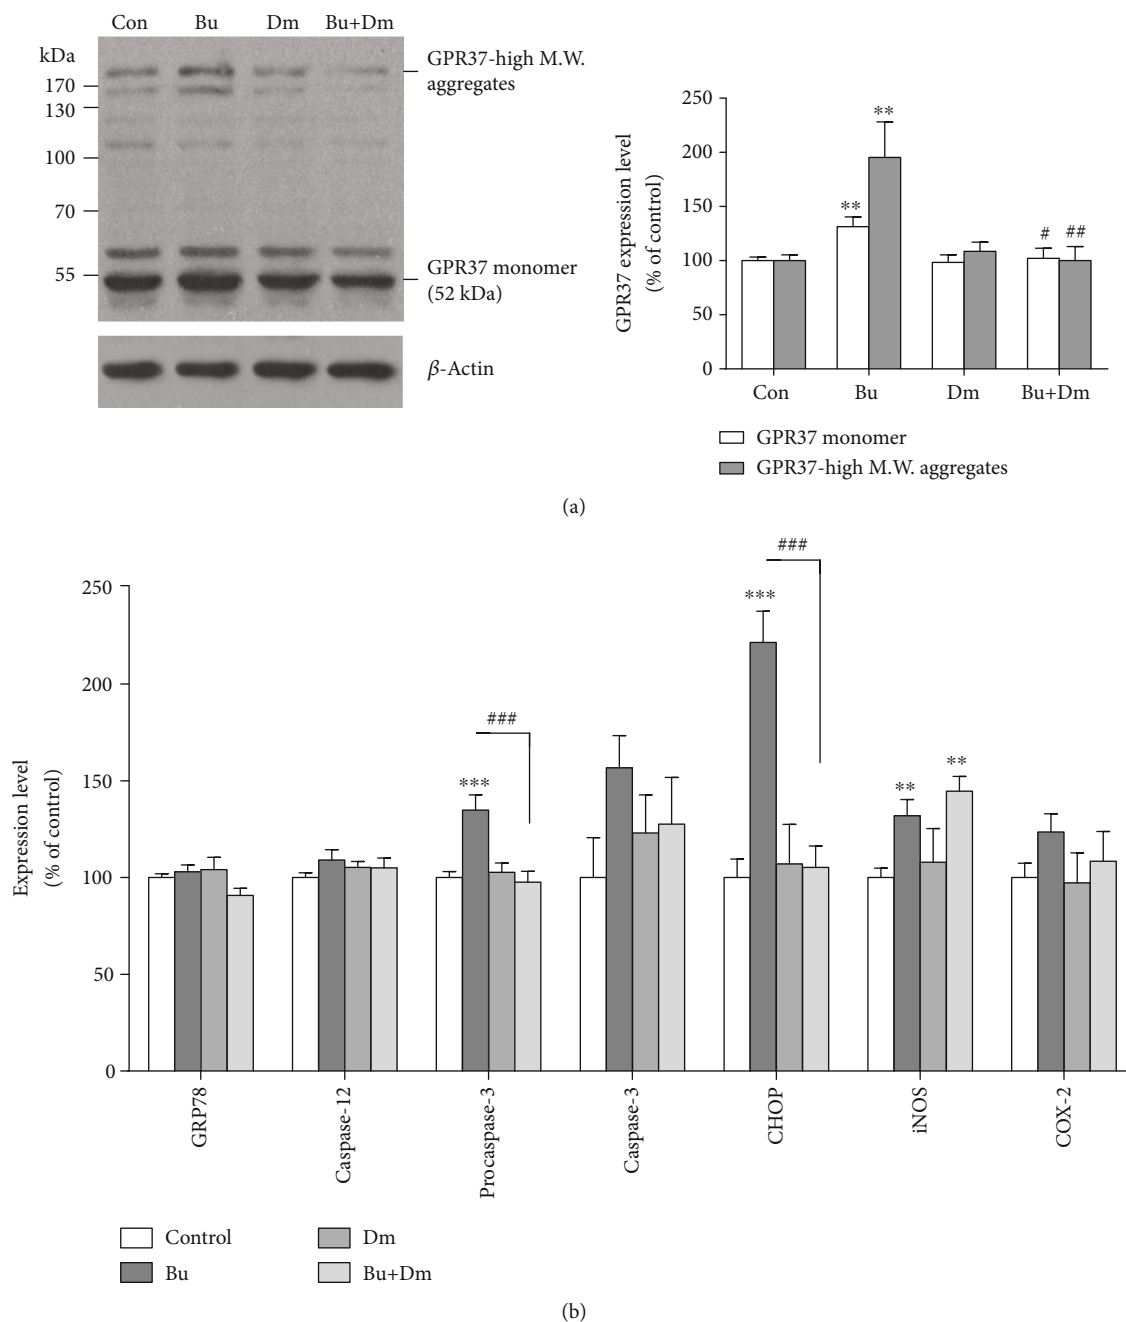 Con Bu Dm Bu+Dm
kDa
170
130
100
70
55
GPR37-high M.W.
aggregates
GPR37 monomer
(52 kDa)
β-Actin
GPR37 expression level
(% of control)
250
200
150
100
50
0
**
**
#
##
Con Bu Dm Bu+Dm
GPR37 monomer
GPR37-high M.W. aggregates
(a)
Expression level
(% of control)
250
200
150
100
50
0
***
###
***
###
**
**
GRP78
Caspase-12
Procaspase-3
Caspase-3
CHOP
iNOS
COX-2
Control
Bu
Dm
Bu+Dm
(b)